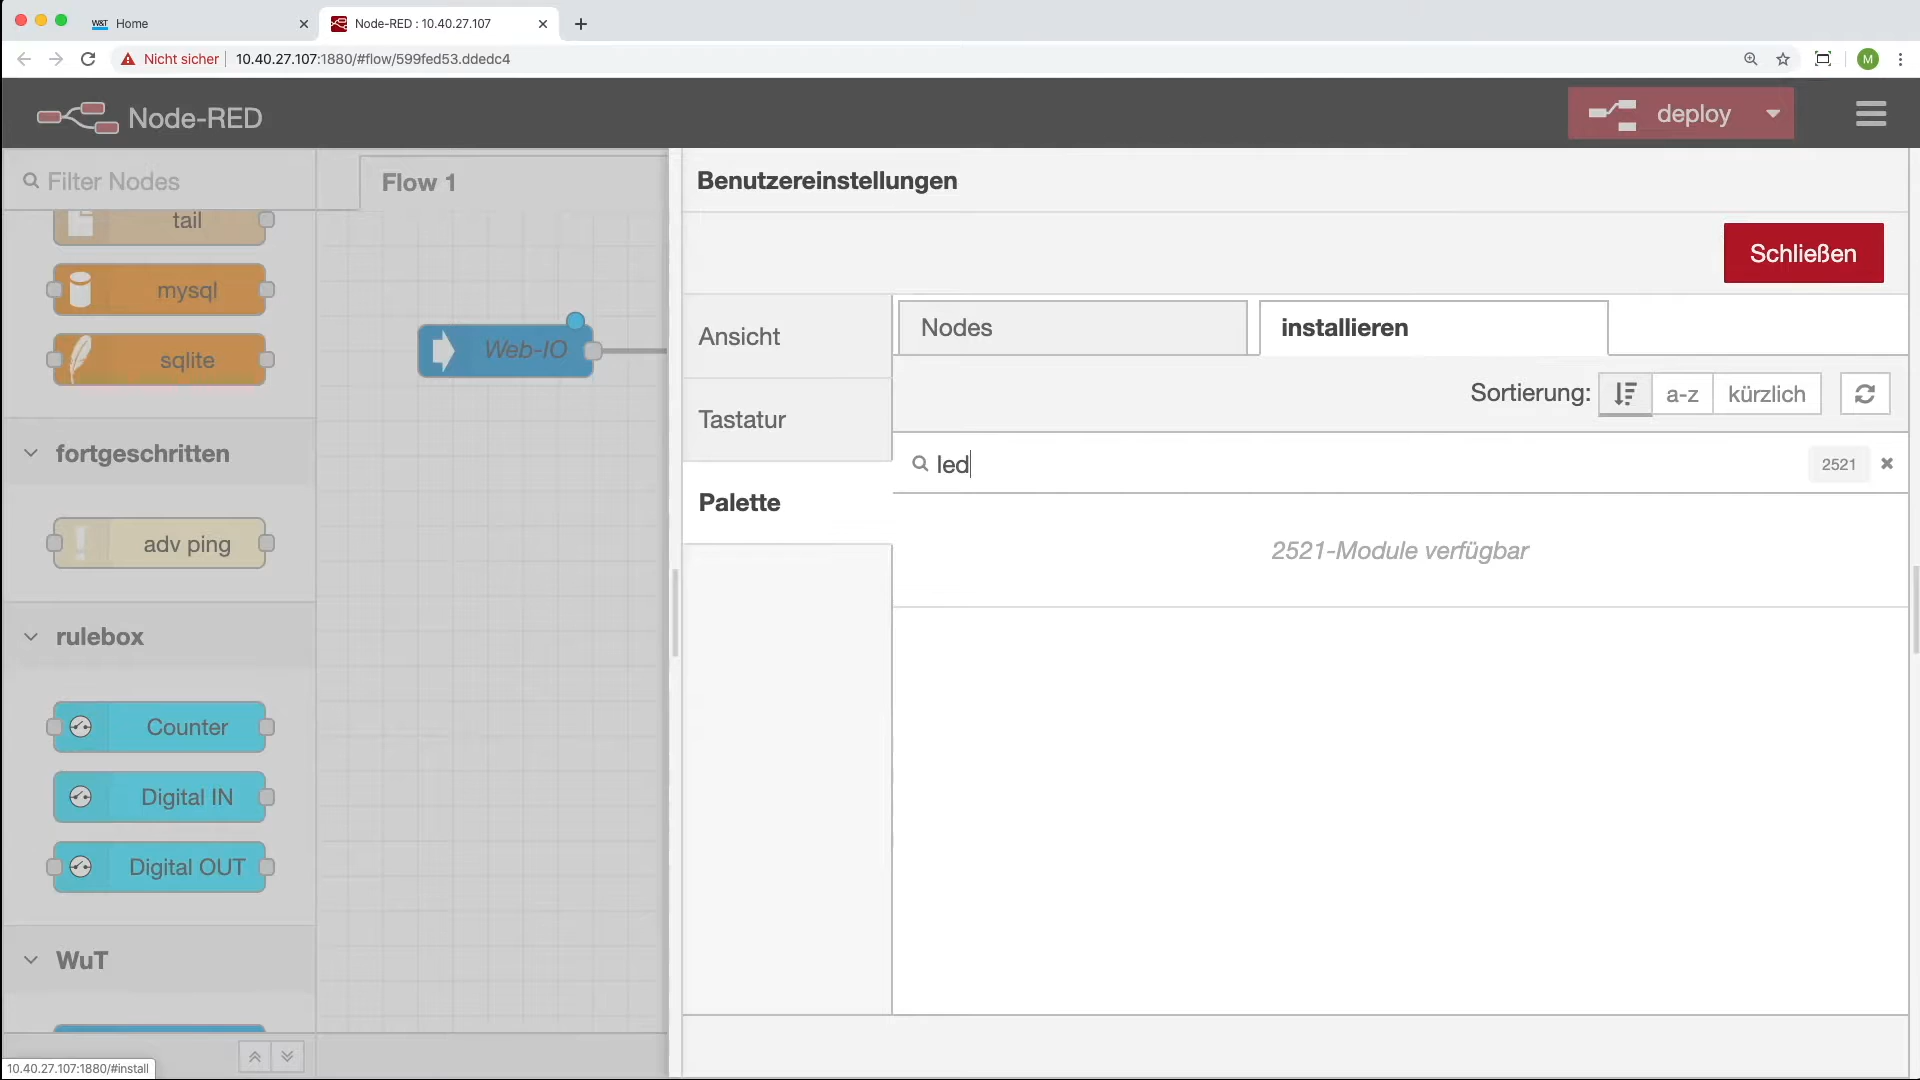 W&T Home
Node-RED : 10.40.27.107
Nicht sicher
10.40.27.107:1880/#flow/599fed53.ddedc4
M
Node-RED
deploy
Filter Nodes
Flow 1
Benutzereinstellungen
Schließen
tail
mysql
sqlite
Web-IO
Ansicht
Tastatur
Palette
Nodes
installieren
Sortierung:
a-z
kürzlich
led
2521
2521-Module verfügbar
fortgeschritten
adv ping
rulebox
Counter
Digital IN
Digital OUT
WuT
10.40.27.107:1880/#install